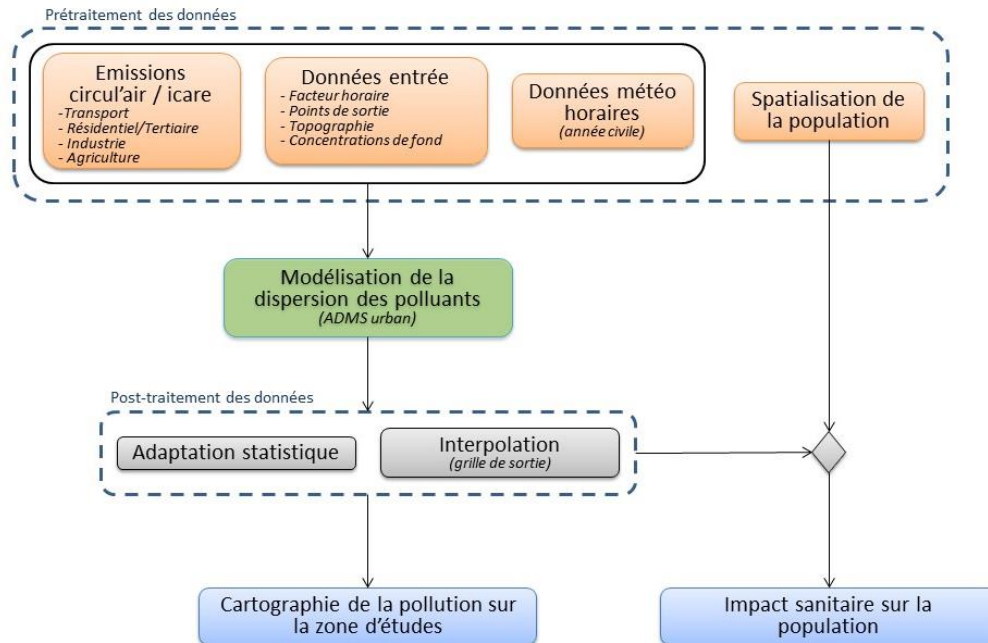 Prétraitement des données
Emissions
circul'air / icare
-Transport
- Résidentiel/Tertiaire
- Industrie
- Agriculture
Données entrée
- Facteur horaire
- Points de sortie
- Topographie
- Concentrations de fond
Données météo
horaires
(année civile)
Spatialisation de
la population
Modélisation de la
dispersion des polluants
(ADMS urban)
Post-traitement des données
Adaptation statistique
Interpolation
(grille de sortie)
Cartographie de la pollution sur
la zone d'études
Impact sanitaire sur la
population